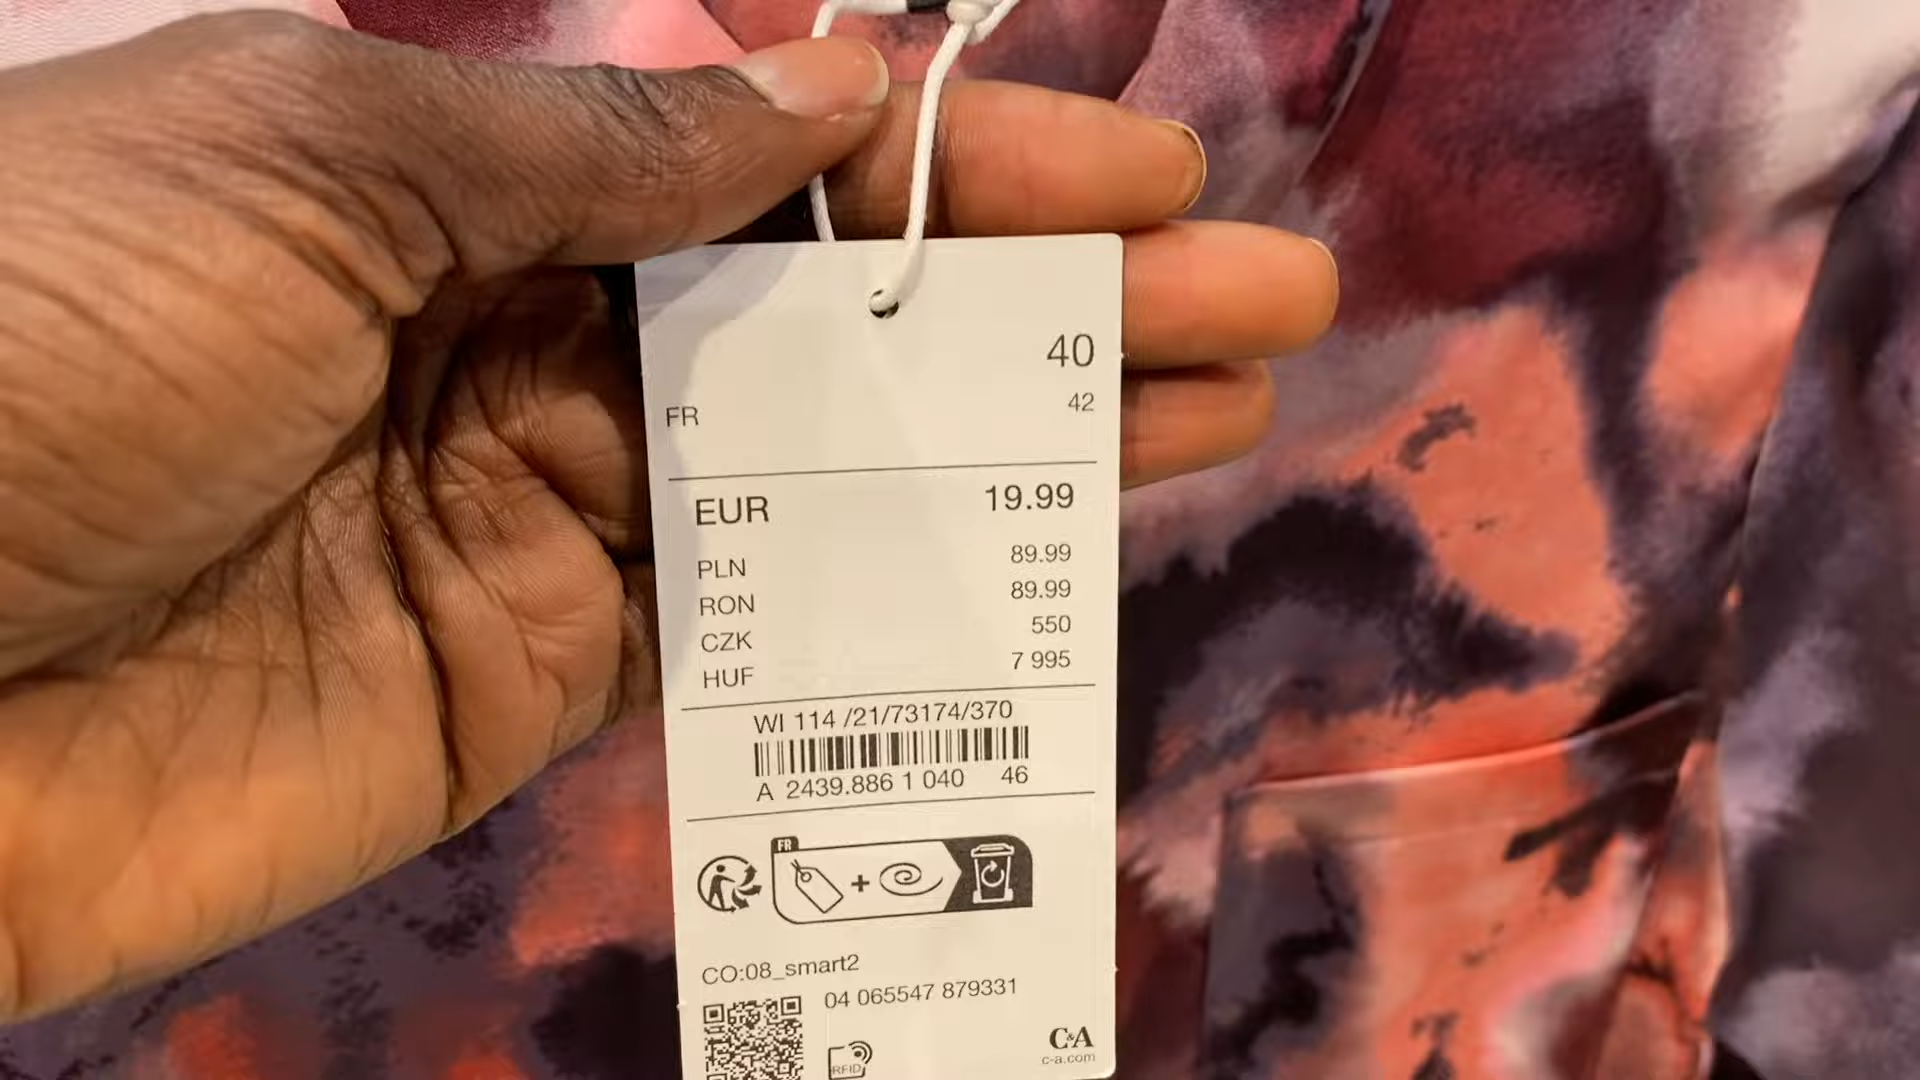 40
FR 42
EUR 19.99
PLN 89.99
RON 89.99
CZK 550
HUF 7 995
WI 114 /21/73174/370
A 2439.886 1 040 46
FR
CO:08_smart2
04 065547 879331
RFID
C&A
c-a.com